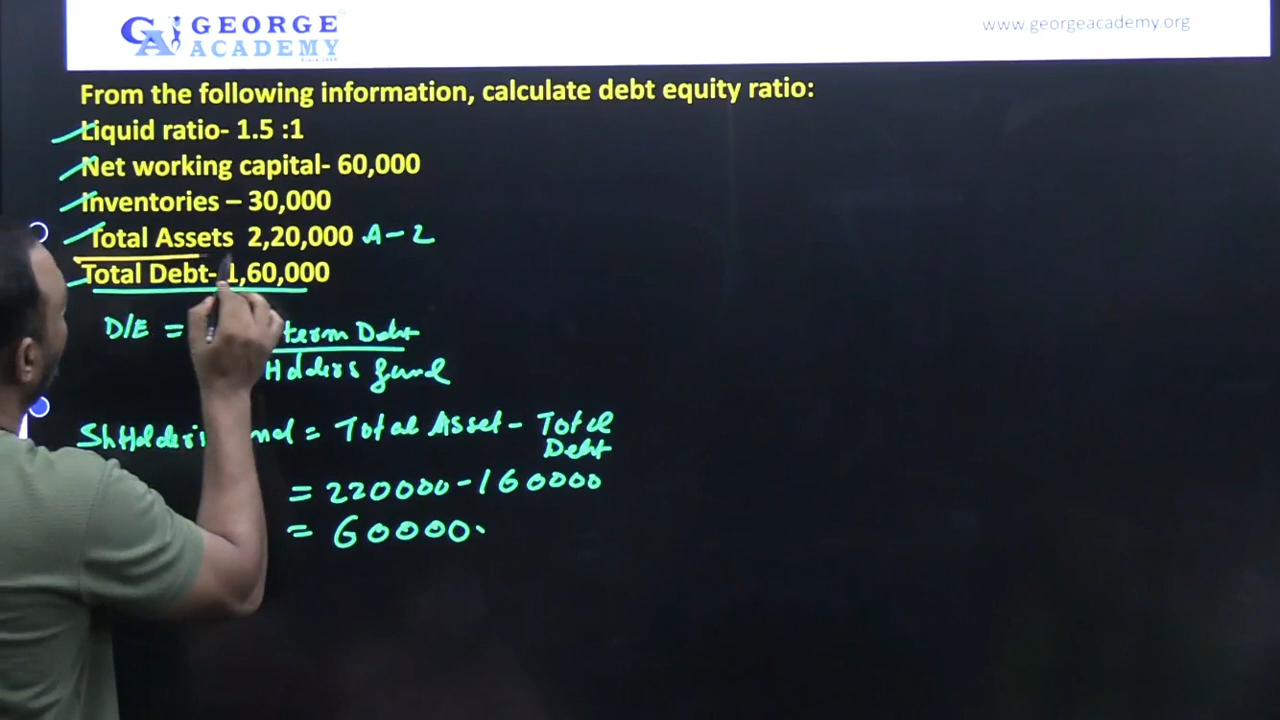 GEORGE
ACADEMY
www.georgeacademy.org
From the following information, calculate debt equity ratio:
Liquid ratio- 1.5 :1
Net working capital- 60,000
Inventories – 30,000
Total Assets 2,20,000 A-2
Total Debt- 1,60,000
D/E = term Debt
Holders fund
ShHolder's = Total Asset - Total
Debt
= 220000-160000
= 60000.